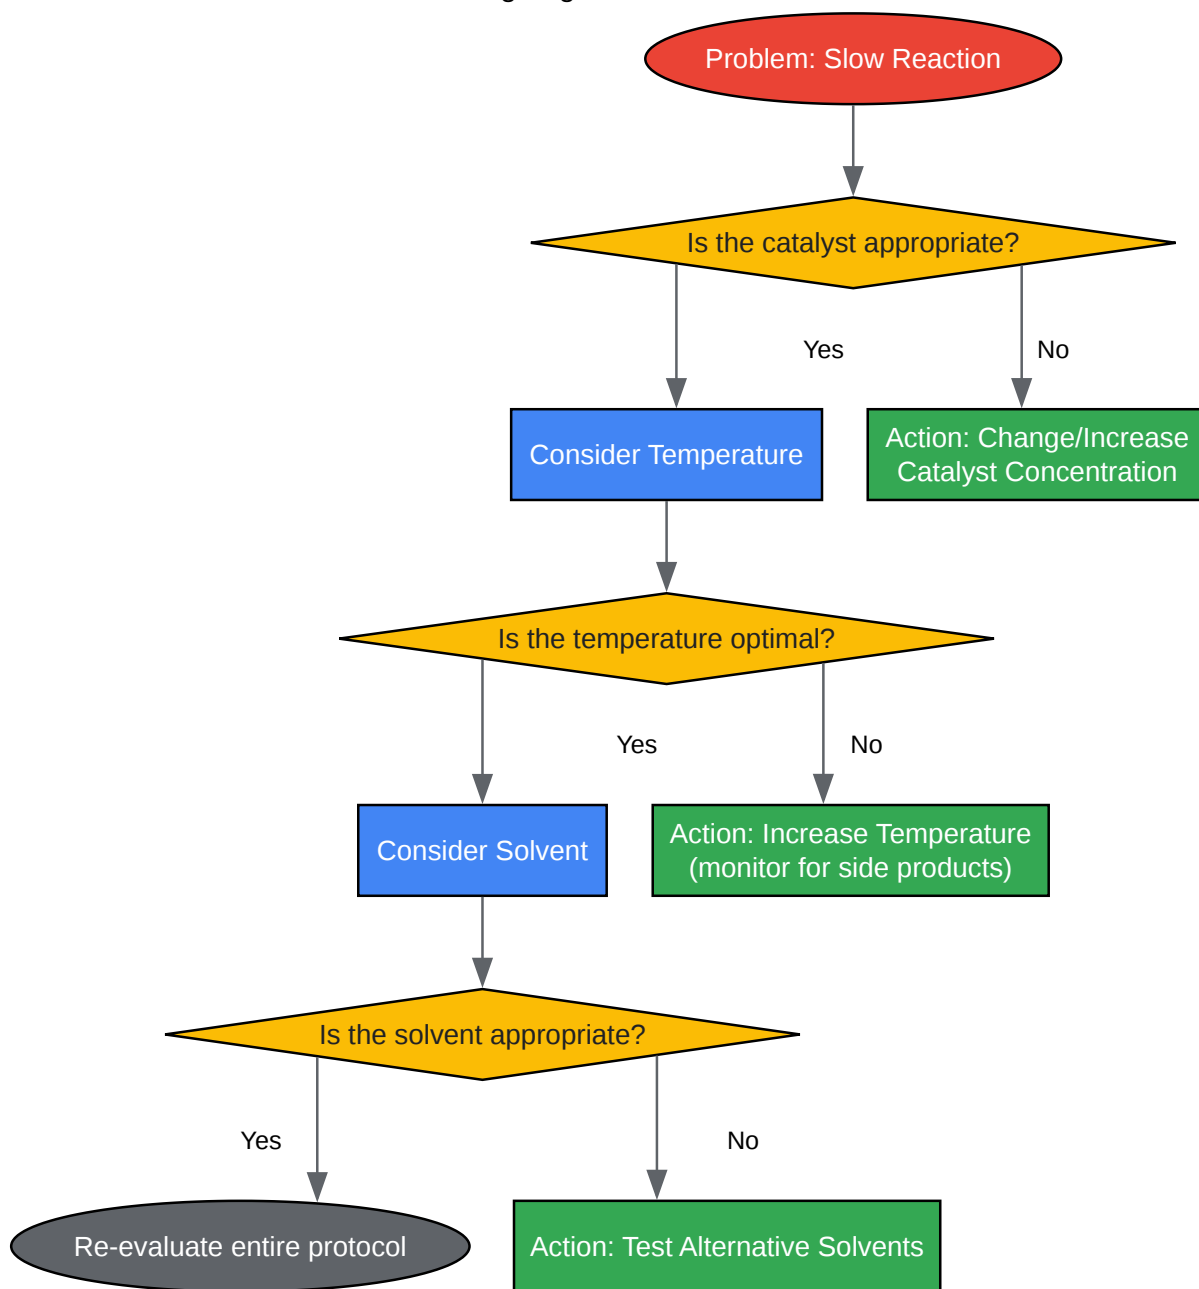 Problem: Slow Reaction
Is the catalyst appropriate?
Yes
No
Consider Temperature
Action: Change/Increase
Catalyst Concentration
Is the temperature optimal?
Yes
No
Consider Solvent
Action: Increase Temperature
(monitor for side products)
Is the solvent appropriate?
Yes
No
Re-evaluate entire protocol
Action: Test Alternative Solvents